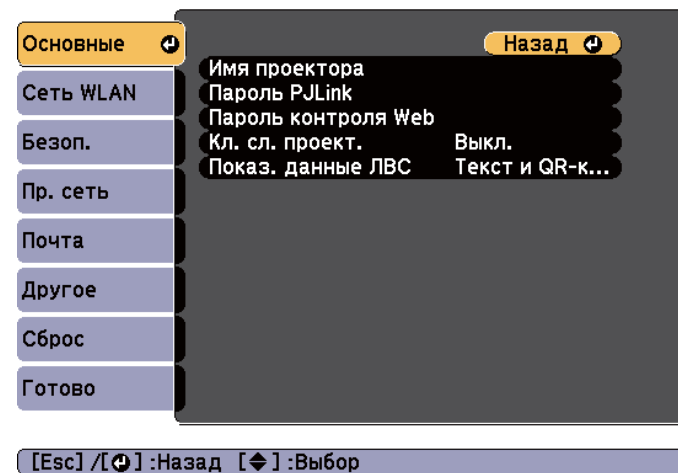 Основные
Сеть WLAN
Безоп.
Пр. сеть
Почта
Другое
Сброс
Готово
Назад
Имя проектора
Пароль PJLink
Пароль контроля Web
Кл. сл. проект. Выкл.
Показ. данные ЛВС Текст и QR-к...
[Esc] /[ ] :Назад [ ] :Выбор